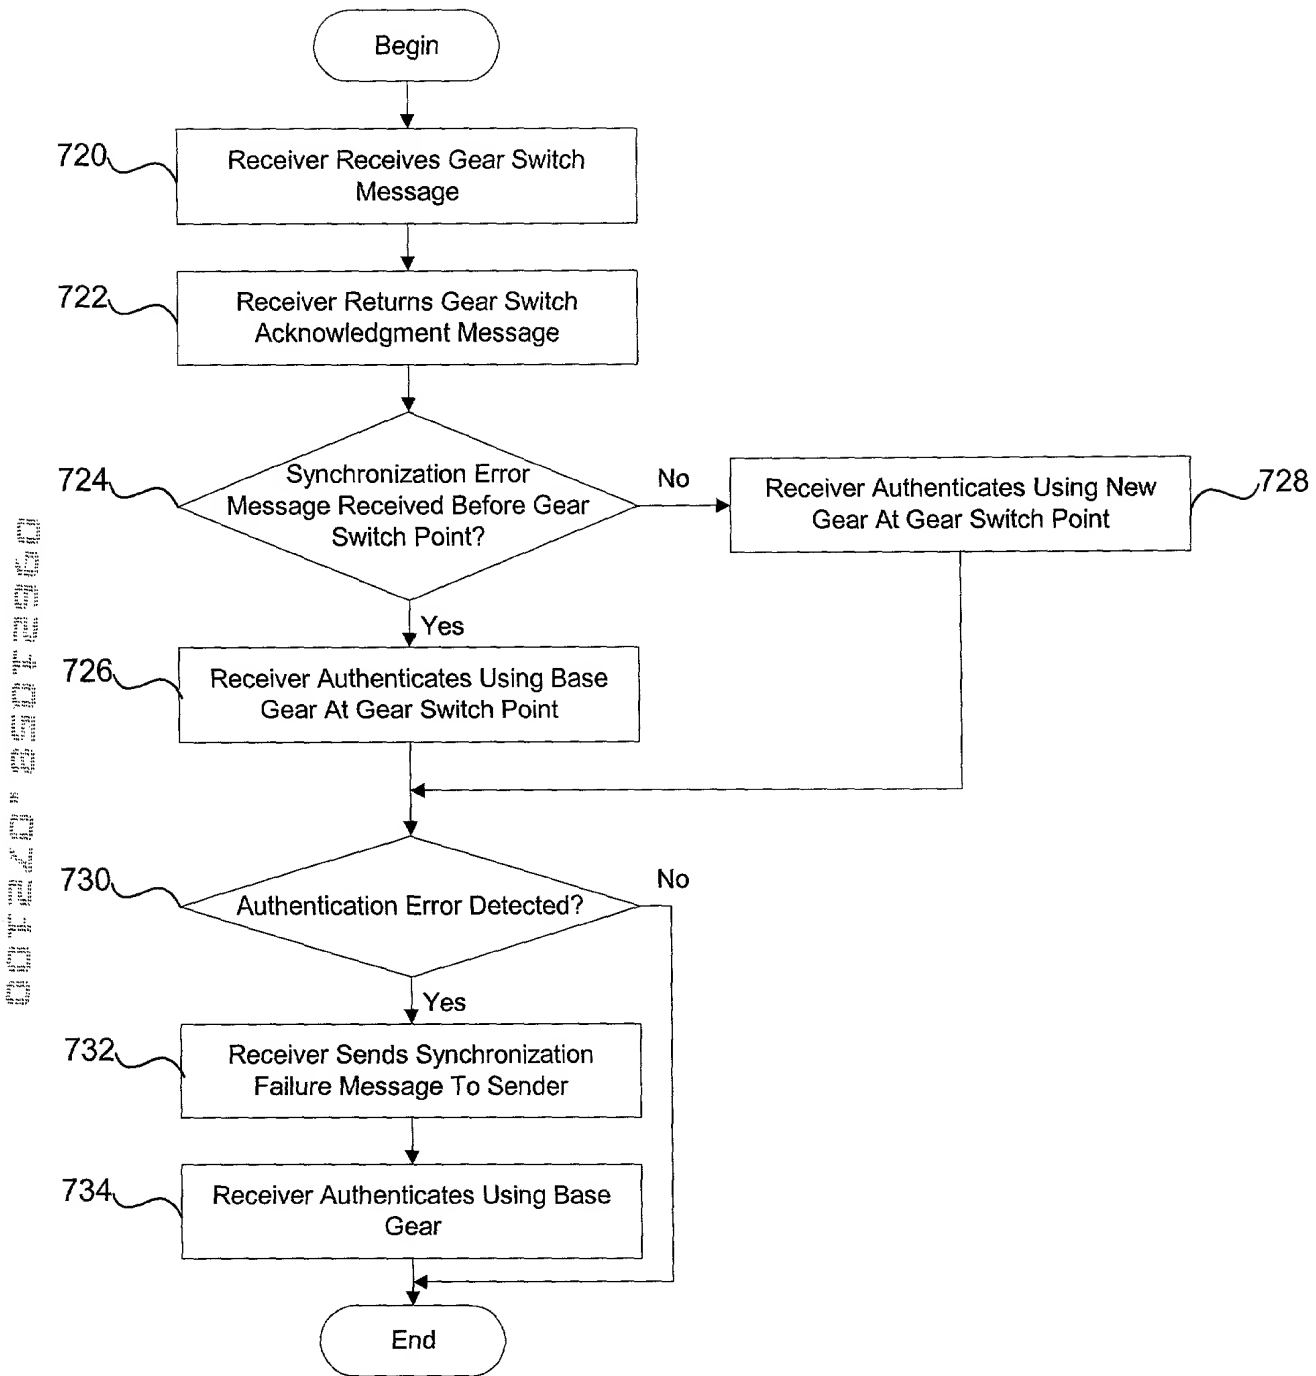 Begin
720
Receiver Receives Gear Switch
Message
722
Receiver Returns Gear Switch
Acknowledgment Message
724
Synchronization Error
Message Received Before Gear
Switch Point?
No
Receiver Authenticates Using New
Gear At Gear Switch Point
728
Yes
726
Receiver Authenticates Using Base
Gear At Gear Switch Point
730
Authentication Error Detected?
No
Yes
732
Receiver Sends Synchronization
Failure Message To Sender
734
Receiver Authenticates Using Base
Gear
End